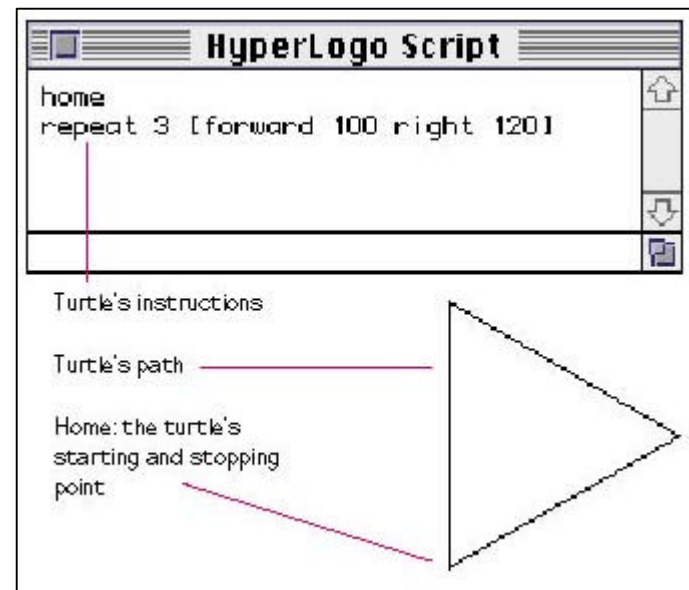 HyperLogo Script
home
repeat 3 [forward 100 right 120]
Turtle's instructions
Turtle's path
Home: the turtle's
starting and stopping
point